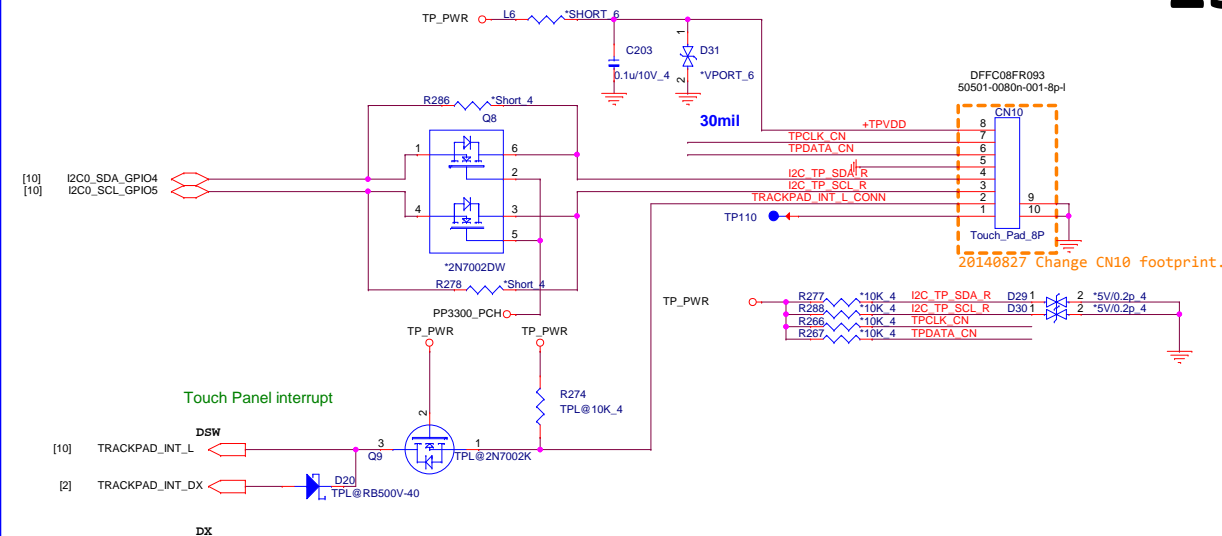 TP_PWR L6 *SHORT_6
1
C203 D31
0.1u/10V_4 2 *VPORT_6
DFFC08FR093
50501-0080n-001-8p-l
R286 *Short_4
Q8
30mil
CN10
+TPVDD 8
TPCLK_CN 7
TPDATA_CN 6
5
1 6
2
[10] I2C0_SDA_GPIO4
I2C_TP_SDA_R 4
[10] I2C0_SCL_GPIO5
I2C_TP_SCL_R 3
TRACKPAD_INT_L_CONN 2 9
4 3
TP110 1 10
5
Touch_Pad_8P
*2N7002DW
20140827 Change CN10 footprint.
R278 *Short_4
PP3300_PCH
TP_PWR R277 *10K_4 I2C_TP_SDA_R D29 1 2 *5V/0.2p_4
R288 *10K_4 I2C_TP_SCL_R D30 1 2 *5V/0.2p_4
R266 *10K_4 TPCLK_CN
R267 *10K_4 TPDATA_CN
TP_PWR TP_PWR
Touch Panel interrupt
R274
TPL@10K_4
2
DSW
[10] TRACKPAD_INT_L 3 1
Q9 TPL@2N7002K
[2] TRACKPAD_INT_DX D20
TPL@RB500V-40
DX